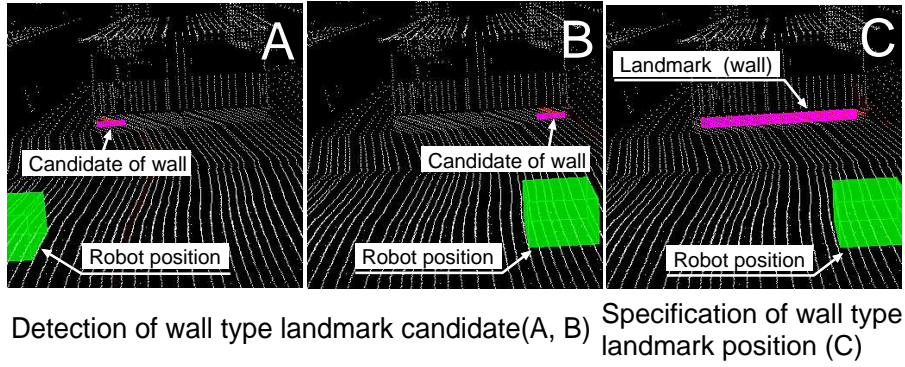 A
B
C
Landmark (wall)
Candidate of wall
Candidate of wall
Robot position
Robot position
Robot position
Detection of wall type landmark candidate(A, B)
Specification of wall type
landmark position (C)